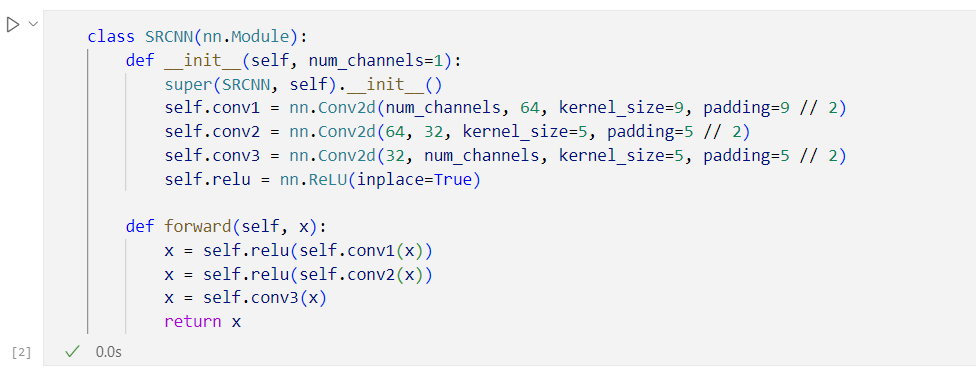 class SRCNN(nn.Module):
    def __init__(self, num_channels=1):
        super(SRCNN, self).__init__()
        self.conv1 = nn.Conv2d(num_channels, 64, kernel_size=9, padding=9 // 2)
        self.conv2 = nn.Conv2d(64, 32, kernel_size=5, padding=5 // 2)
        self.conv3 = nn.Conv2d(32, num_channels, kernel_size=5, padding=5 // 2)
        self.relu = nn.ReLU(inplace=True)

    def forward(self, x):
        x = self.relu(self.conv1(x))
        x = self.relu(self.conv2(x))
        x = self.conv3(x)
        return x
[2] 0.0s